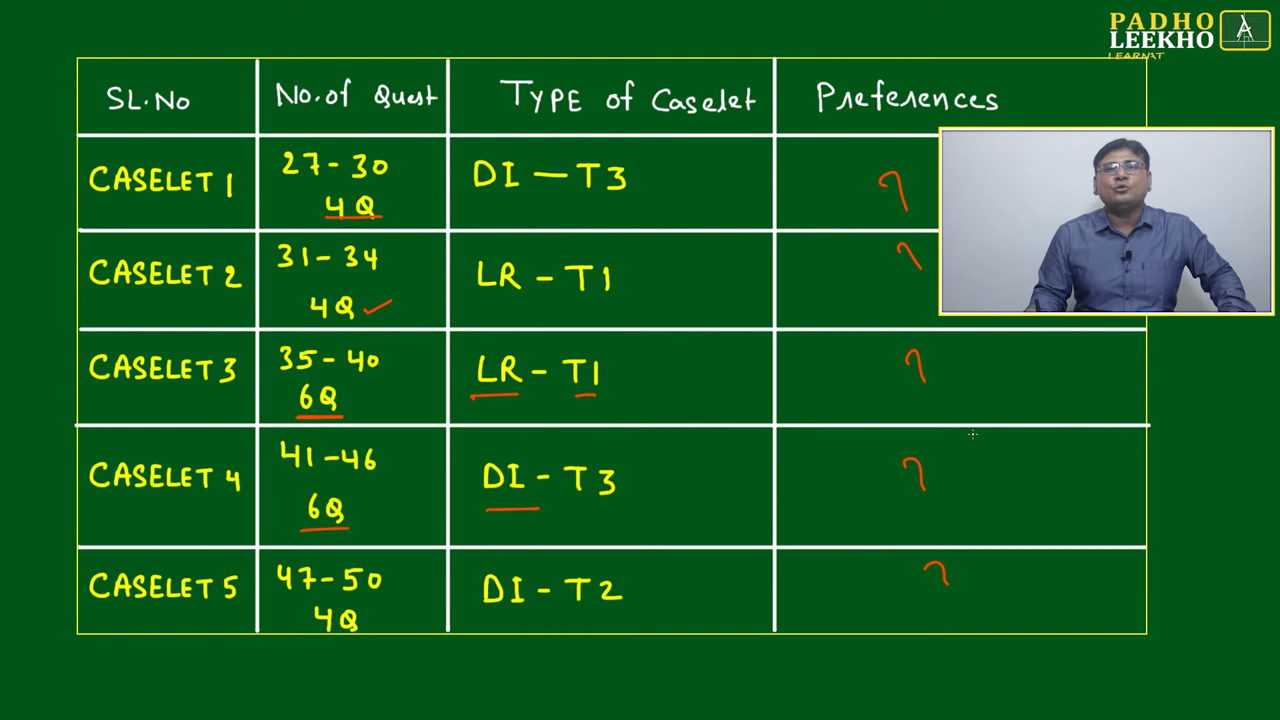 PADHO
LEEKHO
LEARNIT
SL.No
No. of Quest
TYPE of Caselet
Preferences
CASELET 1
27-30
4Q
DI — T3
?
CASELET 2
31-34
4Q ✓
LR - T1
?
CASELET 3
35-40
6Q
LR - T1
?
CASELET 4
41-46
6Q
DI - T3
?
CASELET 5
47-50
4Q
DI - T2
?